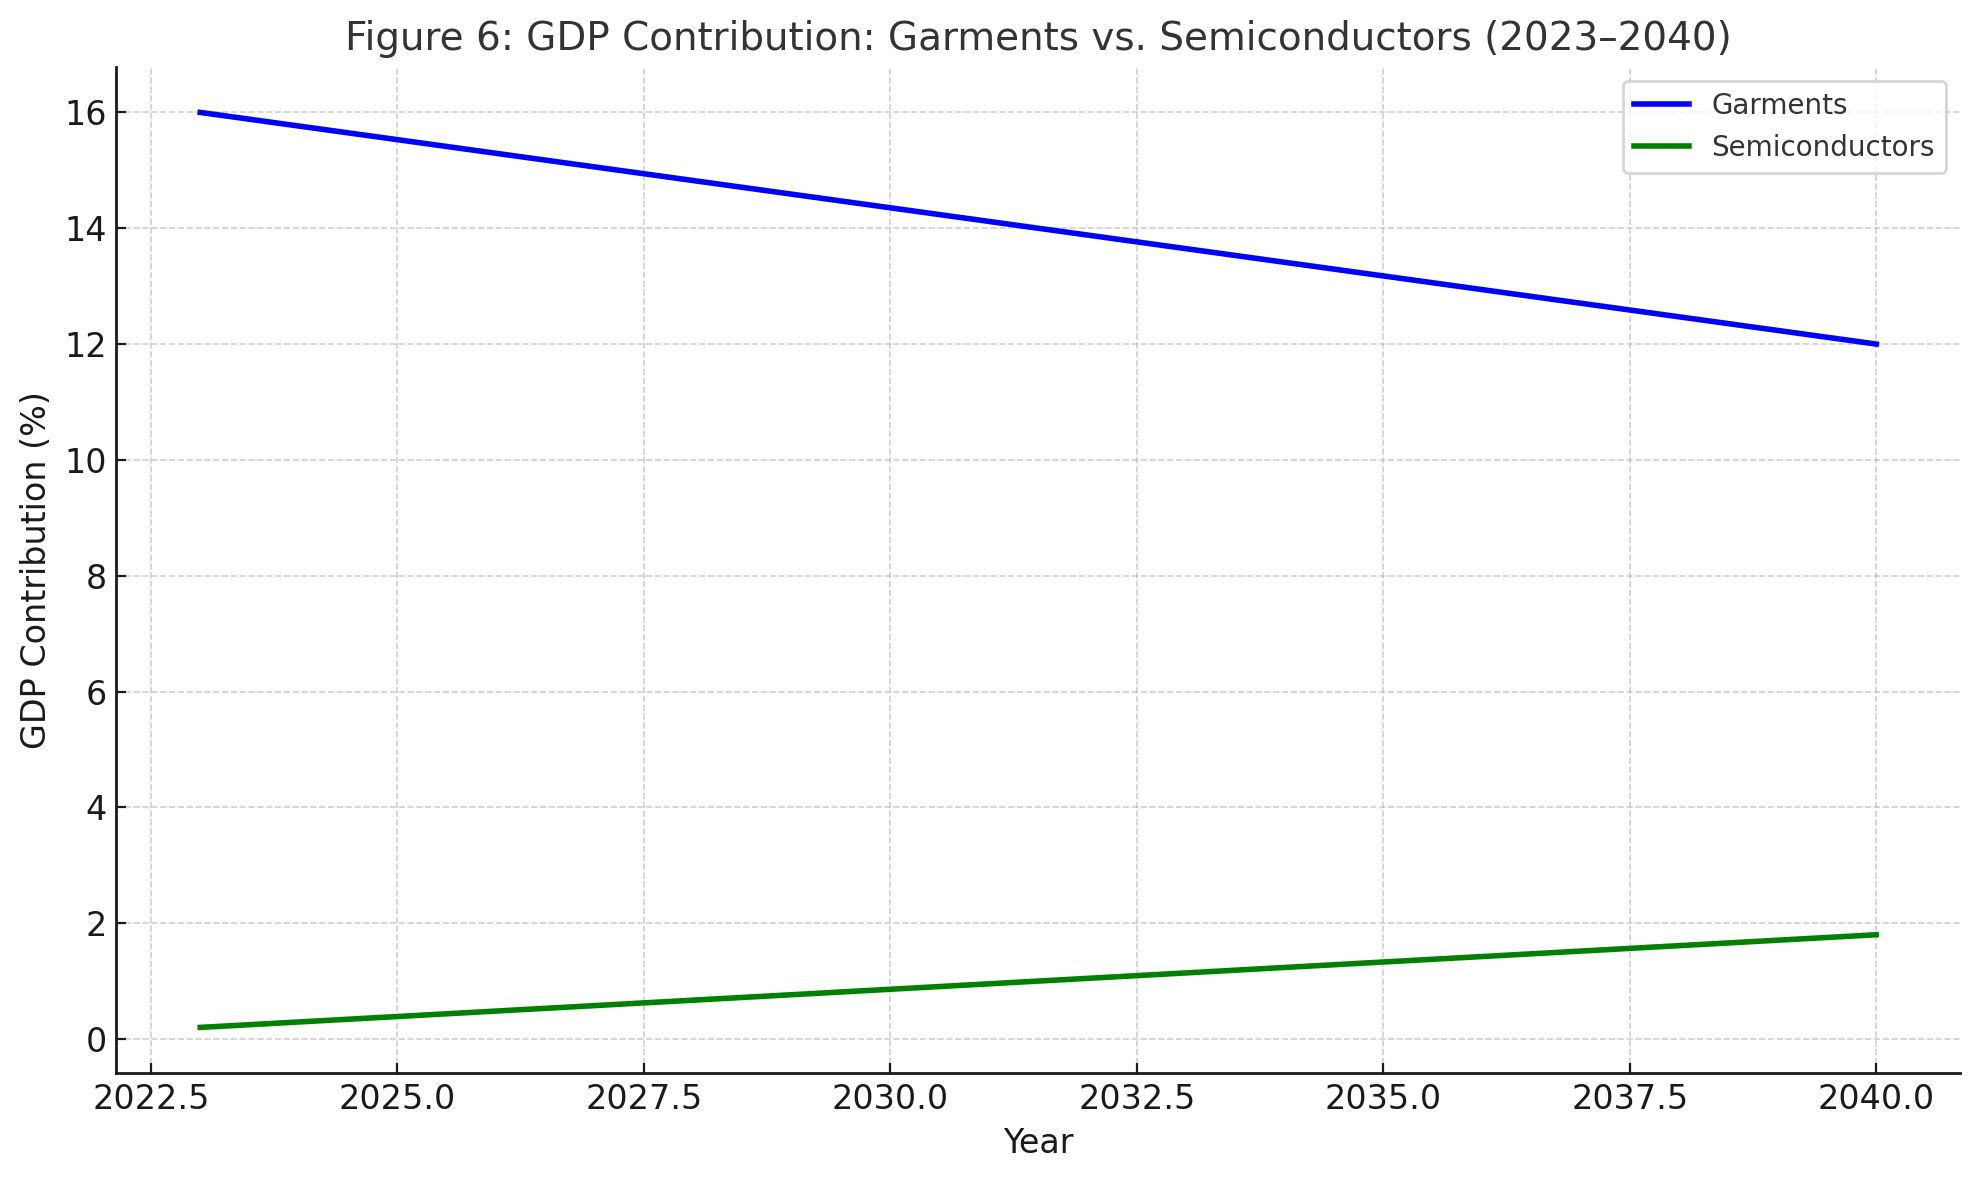 Figure 6: GDP Contribution: Garments vs. Semiconductors (2023–2040)
Garments
Semiconductors
GDP Contribution (%)
16
14
12
10
8
6
4
2
0
2022.5 2025.0 2027.5 2030.0 2032.5 2035.0 2037.5 2040.0
Year